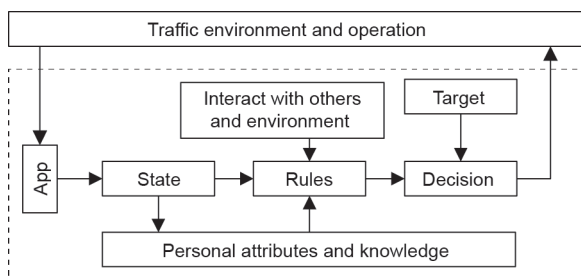 Traffic environment and operation
Interact with others
and environment
Target
App
State
Rules
Decision
Personal attributes and knowledge